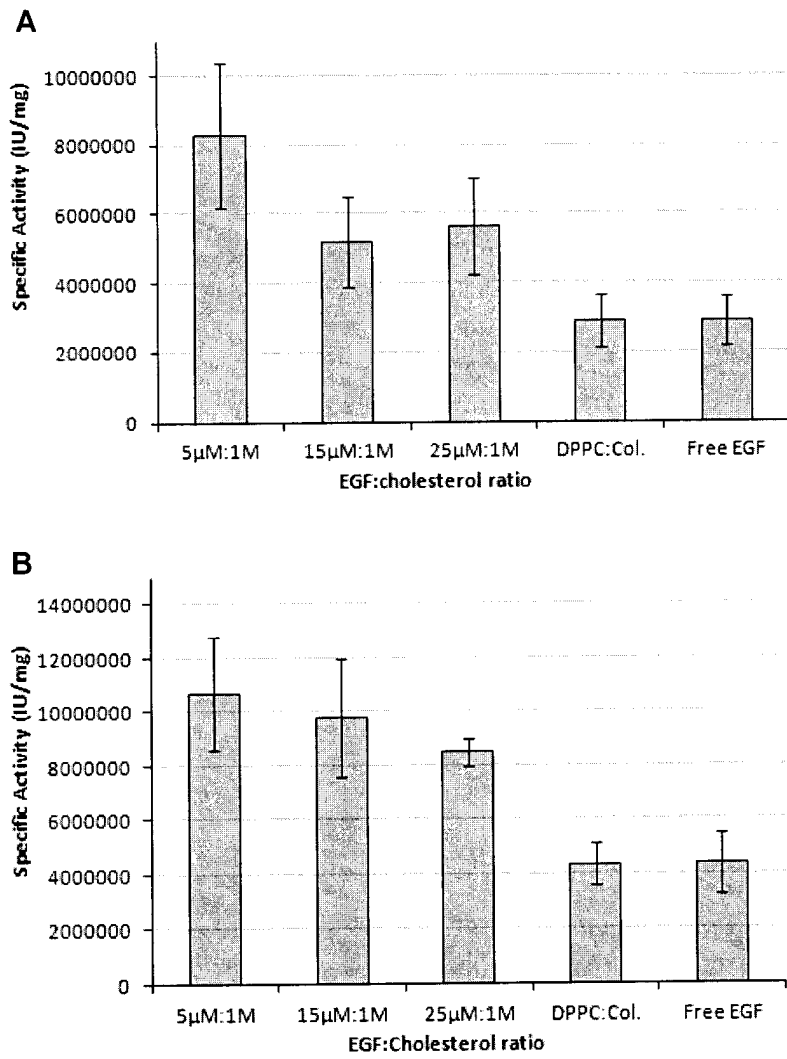 A
Specific Activity (IU/mg)
10000000
8000000
6000000
4000000
2000000
0
5µM:1M 15µM:1M 25µM:1M DPPC:Col. Free EGF
EGF:cholesterol ratio
B
Specific Activity (IU/mg)
14000000
12000000
10000000
8000000
6000000
4000000
2000000
0
5µM:1M 15µM:1M 25µM:1M DPPC:Col. Free EGF
EGF:Cholesterol ratio